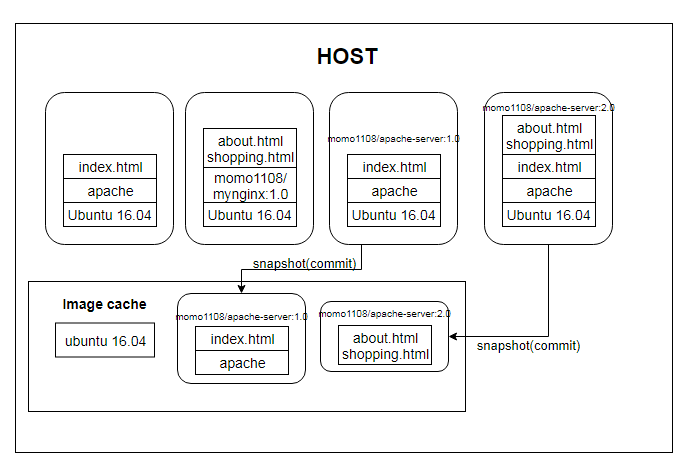 HOST
index.html
apache
Ubuntu 16.04
about.html
shopping.html
momo1108/
mynginx:1.0
Ubuntu 16.04
momo1108/apache-server:1.0
index.html
apache
Ubuntu 16.04
momo1108/apache-server:2.0
about.html
shopping.html
index.html
apache
Ubuntu 16.04
snapshot(commit)
snapshot(commit)
Image cache
ubuntu 16.04
momo1108/apache-server:1.0
index.html
apache
momo1108/apache-server:2.0
about.html
shopping.html